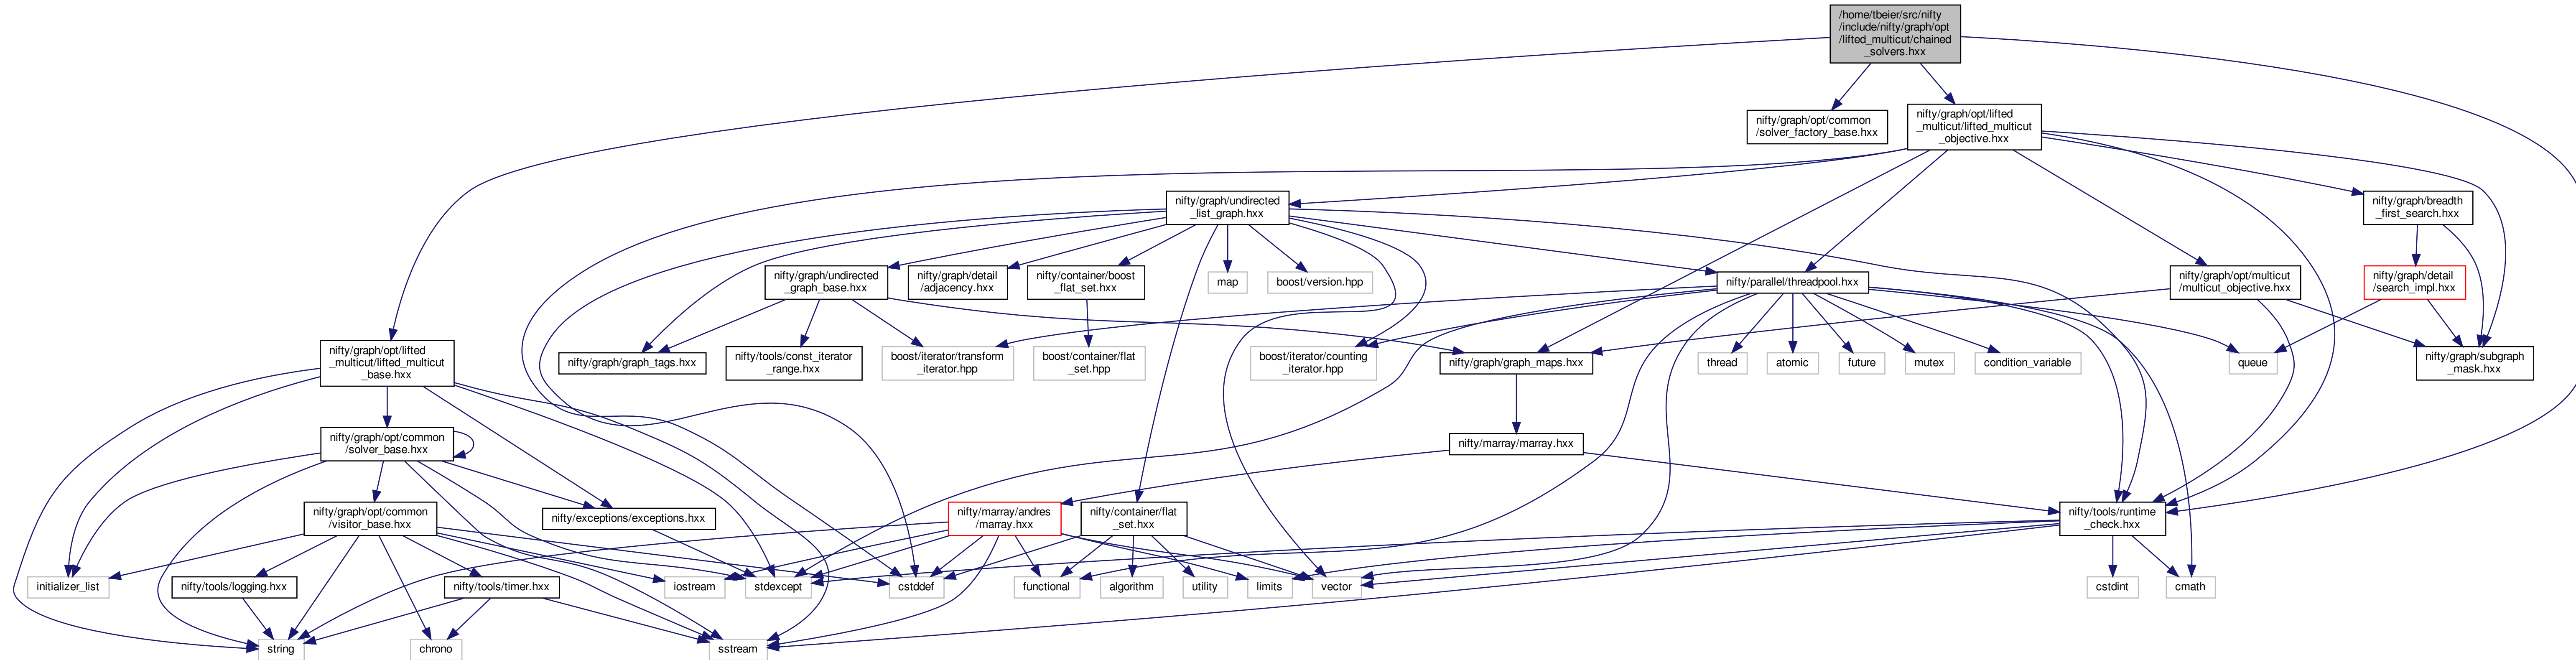 /home/tbeier/src/nifty
/include/nifty/graph/opt
/lifted_multicut/chained
_solvers.hxx
nifty/graph/opt/common
/solver_factory_base.hxx
nifty/graph/opt/lifted
_multicut/lifted_multicut
_objective.hxx
nifty/graph/undirected
_list_graph.hxx
nifty/graph/breadth
_first_search.hxx
nifty/graph/undirected
_graph_base.hxx
nifty/graph/detail
/adjacency.hxx
nifty/container/boost
_flat_set.hxx
map
boost/version.hpp
nifty/parallel/threadpool.hxx
nifty/graph/opt/multicut
/multicut_objective.hxx
nifty/graph/detail
/search_impl.hxx
nifty/graph/opt/lifted
_multicut/lifted_multicut
_base.hxx
nifty/graph/graph_tags.hxx
nifty/tools/const_iterator
_range.hxx
boost/iterator/transform
_iterator.hpp
boost/container/flat
_set.hpp
boost/iterator/counting
_iterator.hpp
nifty/graph/graph_maps.hxx
thread
atomic
future
mutex
condition_variable
queue
nifty/graph/subgraph
_mask.hxx
nifty/graph/opt/common
/solver_base.hxx
nifty/marray/marray.hxx
nifty/graph/opt/common
/visitor_base.hxx
nifty/exceptions/exceptions.hxx
nifty/marray/andres
/marray.hxx
nifty/container/flat
_set.hxx
nifty/tools/runtime
_check.hxx
initializer_list
nifty/tools/logging.hxx
nifty/tools/timer.hxx
iostream
stdexcept
cstddef
functional
algorithm
utility
limits
vector
cstdint
cmath
string
chrono
sstream